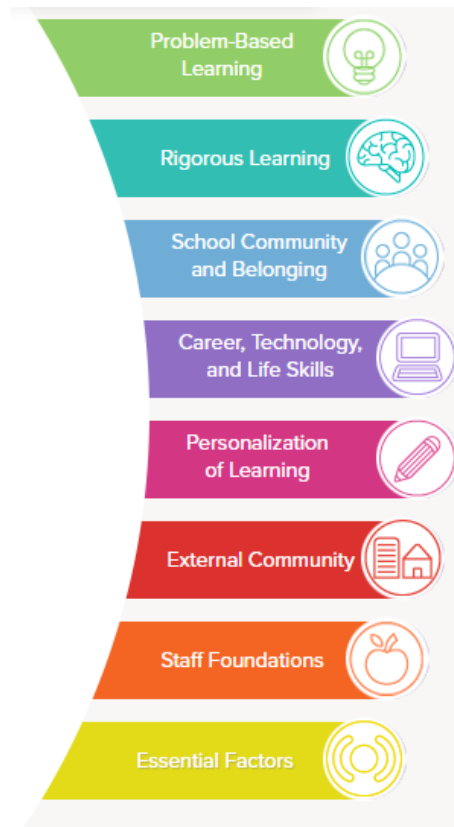 Problem-Based
Learning
Rigorous Learning
School Community
and Belonging
Career, Technology,
and Life Skills
Personalization
of Learning
External Community
Staff Foundations
Essential Factors